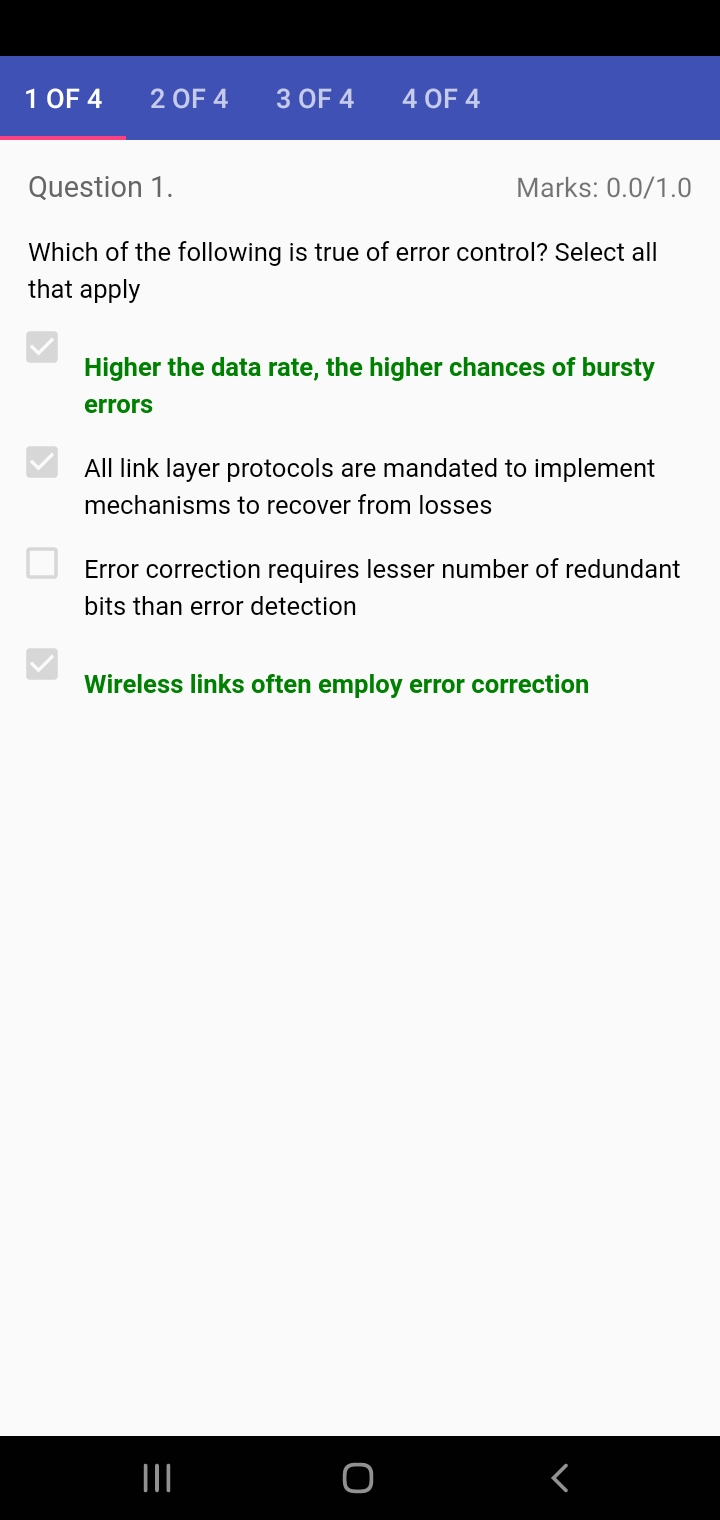 1 OF 4 2 OF 4 3 OF 4 4 OF 4
Question 1. Marks: 0.0/1.0
Which of the following is true of error control? Select all
that apply
Higher the data rate, the higher chances of bursty
errors
All link layer protocols are mandated to implement
mechanisms to recover from losses
Error correction requires lesser number of redundant
bits than error detection
Wireless links often employ error correction